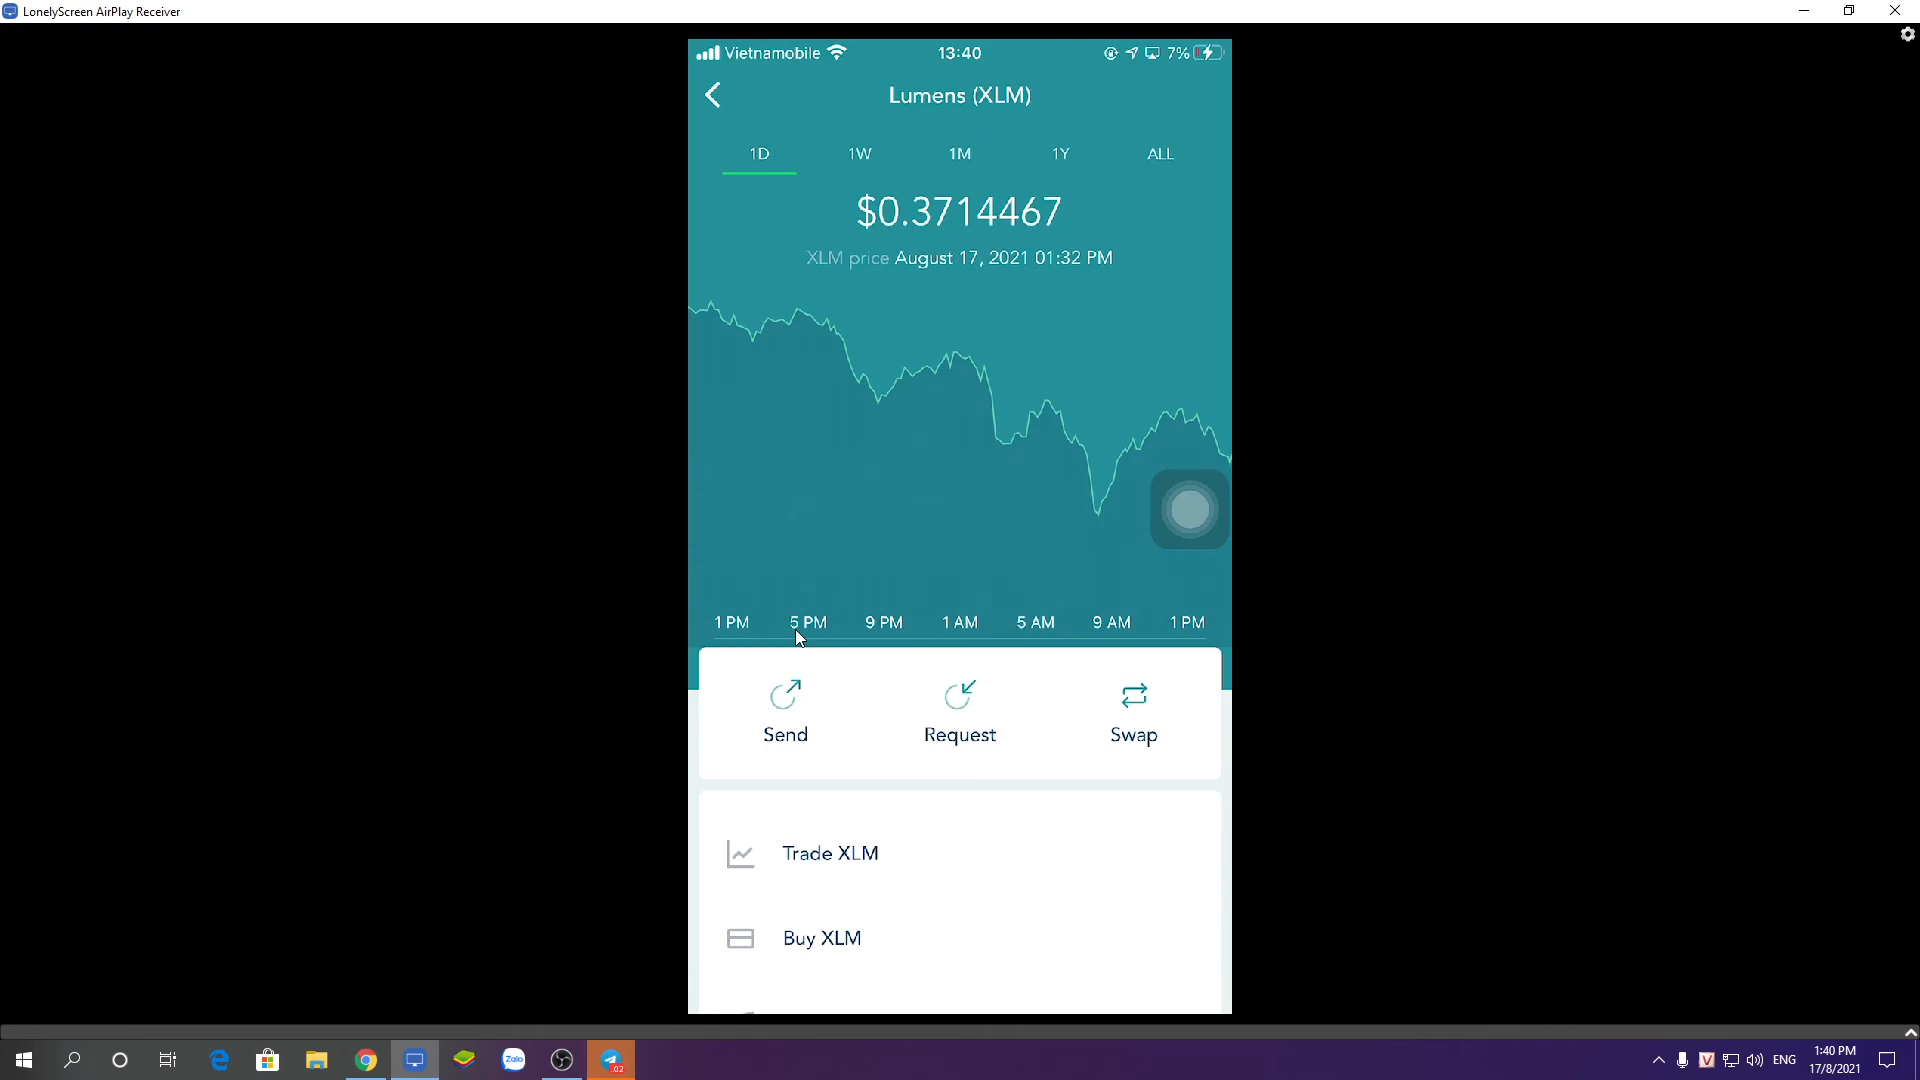 LonelyScreen AirPlay Receiver
Vietnamobile
13:40
7%
Lumens (XLM)
1D 1W 1M 1Y ALL
$0.3714467
XLM price August 17, 2021 01:32 PM
1 PM 5 PM 9 PM 1 AM 5 AM 9 AM 1 PM
Send Request Swap
Trade XLM
Buy XLM
Zalo
.02
V
ENG
1:40 PM
17/8/2021